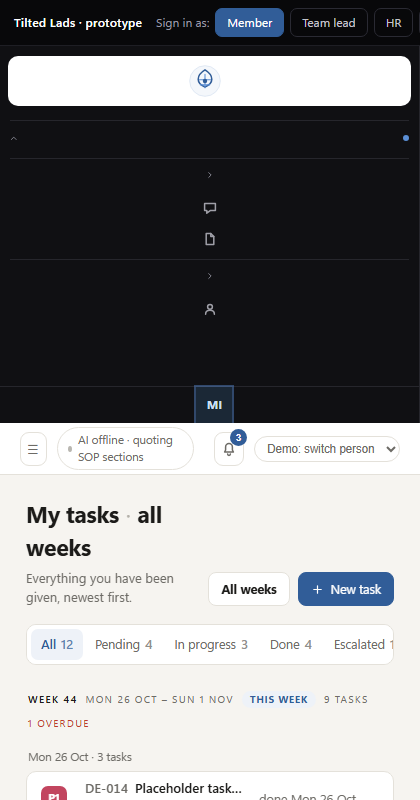 Tilted Lads · prototype Sign in as: Member Team lead HR
MI
AI offline · quoting
SOP sections
3
Demo: switch person
My tasks · all
weeks
Everything you have been
given, newest first.
All weeks
+ New task
All 12 Pending 4 In progress 3 Done 4 Escalated 1
WEEK 44 MON 26 OCT – SUN 1 NOV THIS WEEK 9 TASKS
1 OVERDUE
Mon 26 Oct · 3 tasks
P1 DE-014 Placeholder task... done Mon 26 Oct